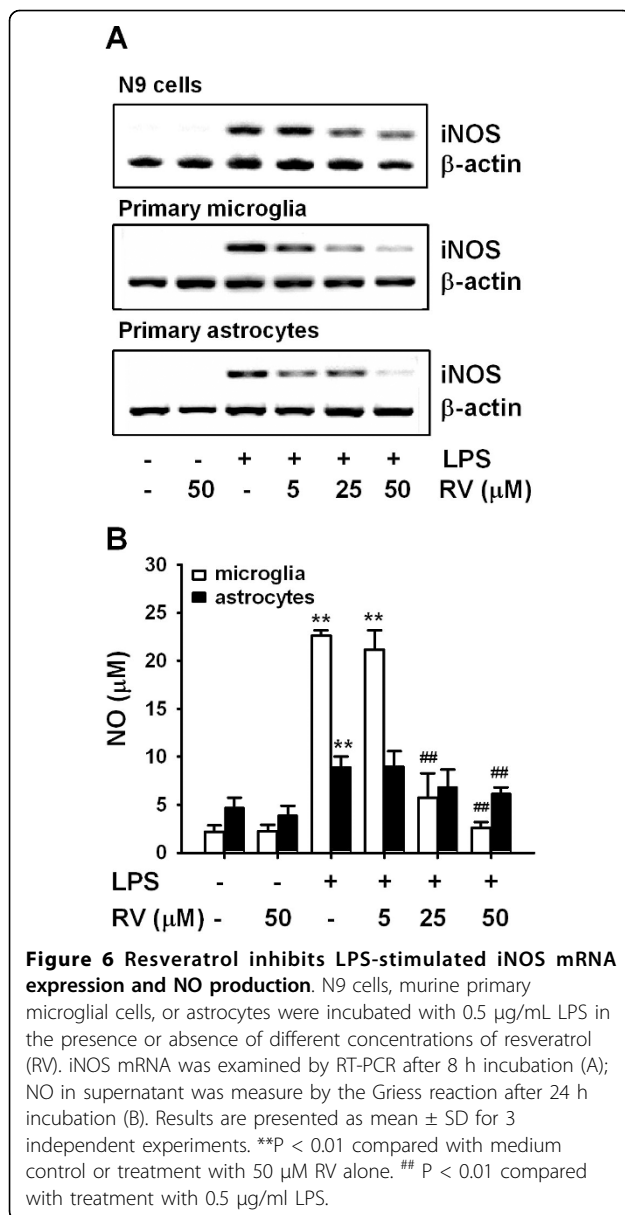 A
N9 cells
iNOS
β-actin
Primary microglia
iNOS
β-actin
Primary astrocytes
iNOS
β-actin
- - + + + + LPS
- 50 - 5 25 50 RV (μM)
B
30
25
20
15
10
5
0
NO (μM)
microglia
astrocytes
** **
**
##
## ##
LPS - - + + + +
RV (μM) - 50 - 5 25 50
Figure 6 Resveratrol inhibits LPS-stimulated iNOS mRNA
expression and NO production. N9 cells, murine primary
microglial cells, or astrocytes were incubated with 0.5 μg/mL LPS in
the presence or absence of different concentrations of resveratrol
(RV). iNOS mRNA was examined by RT-PCR after 8 h incubation (A);
NO in supernatant was measure by the Griess reaction after 24 h
incubation (B). Results are presented as mean ± SD for 3
independent experiments. **P < 0.01 compared with medium
control or treatment with 50 μM RV alone. ## P < 0.01 compared
with treatment with 0.5 μg/ml LPS.